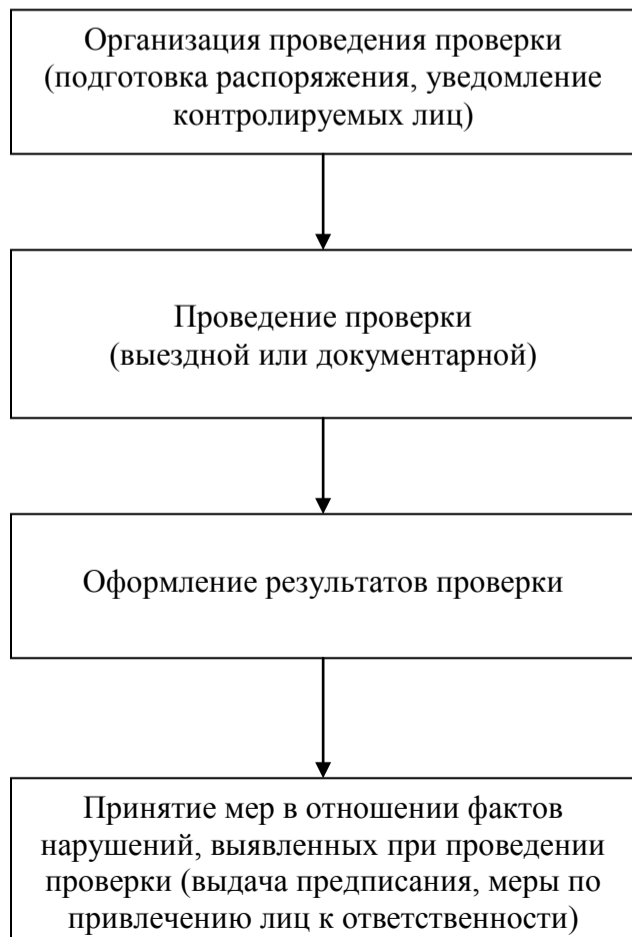 Организация проведения проверки
(подготовка распоряжения, уведомление
контролируемых лиц)
Проведение проверки
(выездной или документарной)
Оформление результатов проверки
Принятие мер в отношении фактов
нарушений, выявленных при проведении
проверки (выдача предписания, меры по
привлечению лиц к ответственности)